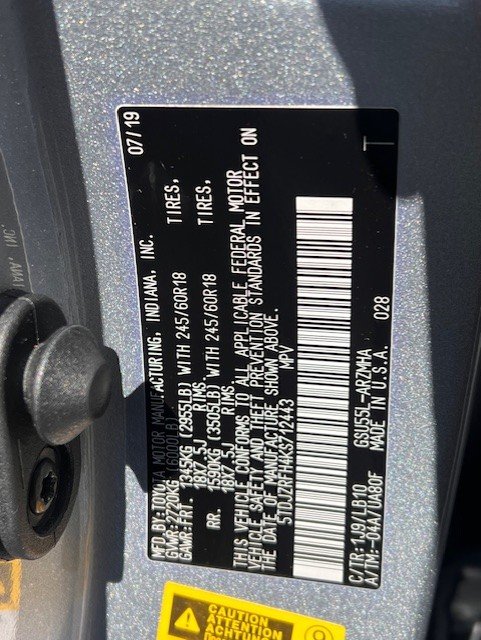 MFD.BY:TOYOTA MOTOR MANUFACTURING, INDIANA, INC. 07/19
GVWR:2720KG (6000LB)
GAWR:FRT. 1345KG (2955LB) WITH 245/60R18 TIRES,
18X7.5J RIMS,
RR. 1590KG (3505LB) WITH 245/60R18 TIRES,
18X7.5J RIMS.
THIS VEHICLE CONFORMS TO ALL APPLICABLE FEDERAL MOTOR
VEHICLE SAFETY AND THEFT PREVENTION STANDARDS IN EFFECT ON
THE DATE OF MANUFACTURE SHOWN ABOVE.
5TDJZRFH4KS712443 MPV
C/TR:1J9/LB10 GSU55L-ARZMHA
A/TM:-04A/UA80F MADE IN U.S.A. 028
CAUTION
ATTENTION